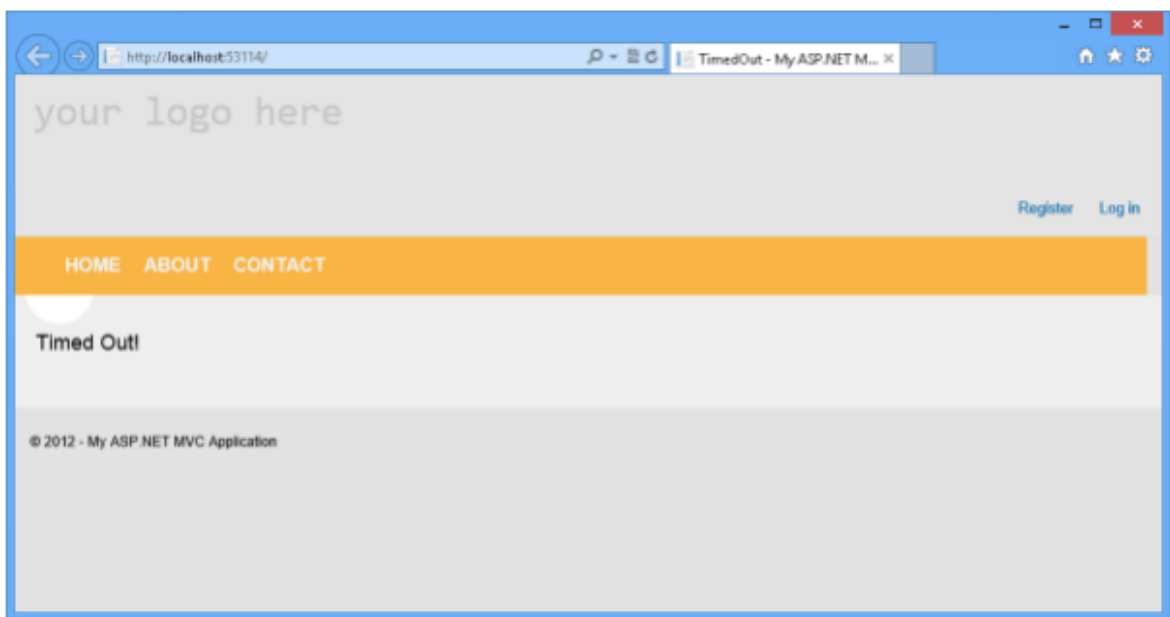 http://localhost:53114/
TimedOut - My ASP.NET M...
your logo here
Register Log in
HOME ABOUT CONTACT
Timed Out!
© 2012 - My ASP.NET MVC Application